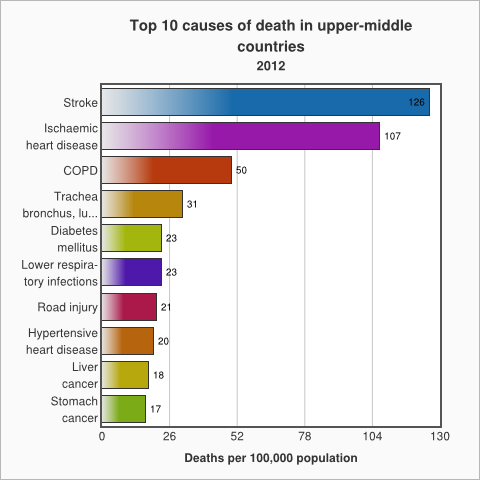 Top 10 causes of death in upper-middle
countries
2012
Stroke
126
Ischaemic
heart disease
107
COPD
50
Trachea
bronchus, lu...
31
Diabetes
mellitus
23
Lower respira-
tory infections
23
Road injury
21
Hypertensive
heart disease
20
Liver
cancer
18
Stomach
cancer
17
0 26 52 78 104 130
Deaths per 100,000 population